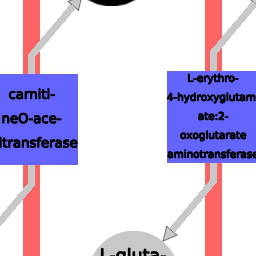 carniti-
neO-ace-
ltransferase
L-erythro-
4-hydroxyglutam
ate:2-
oxoglutarate
aminotransferase
L-gluta-